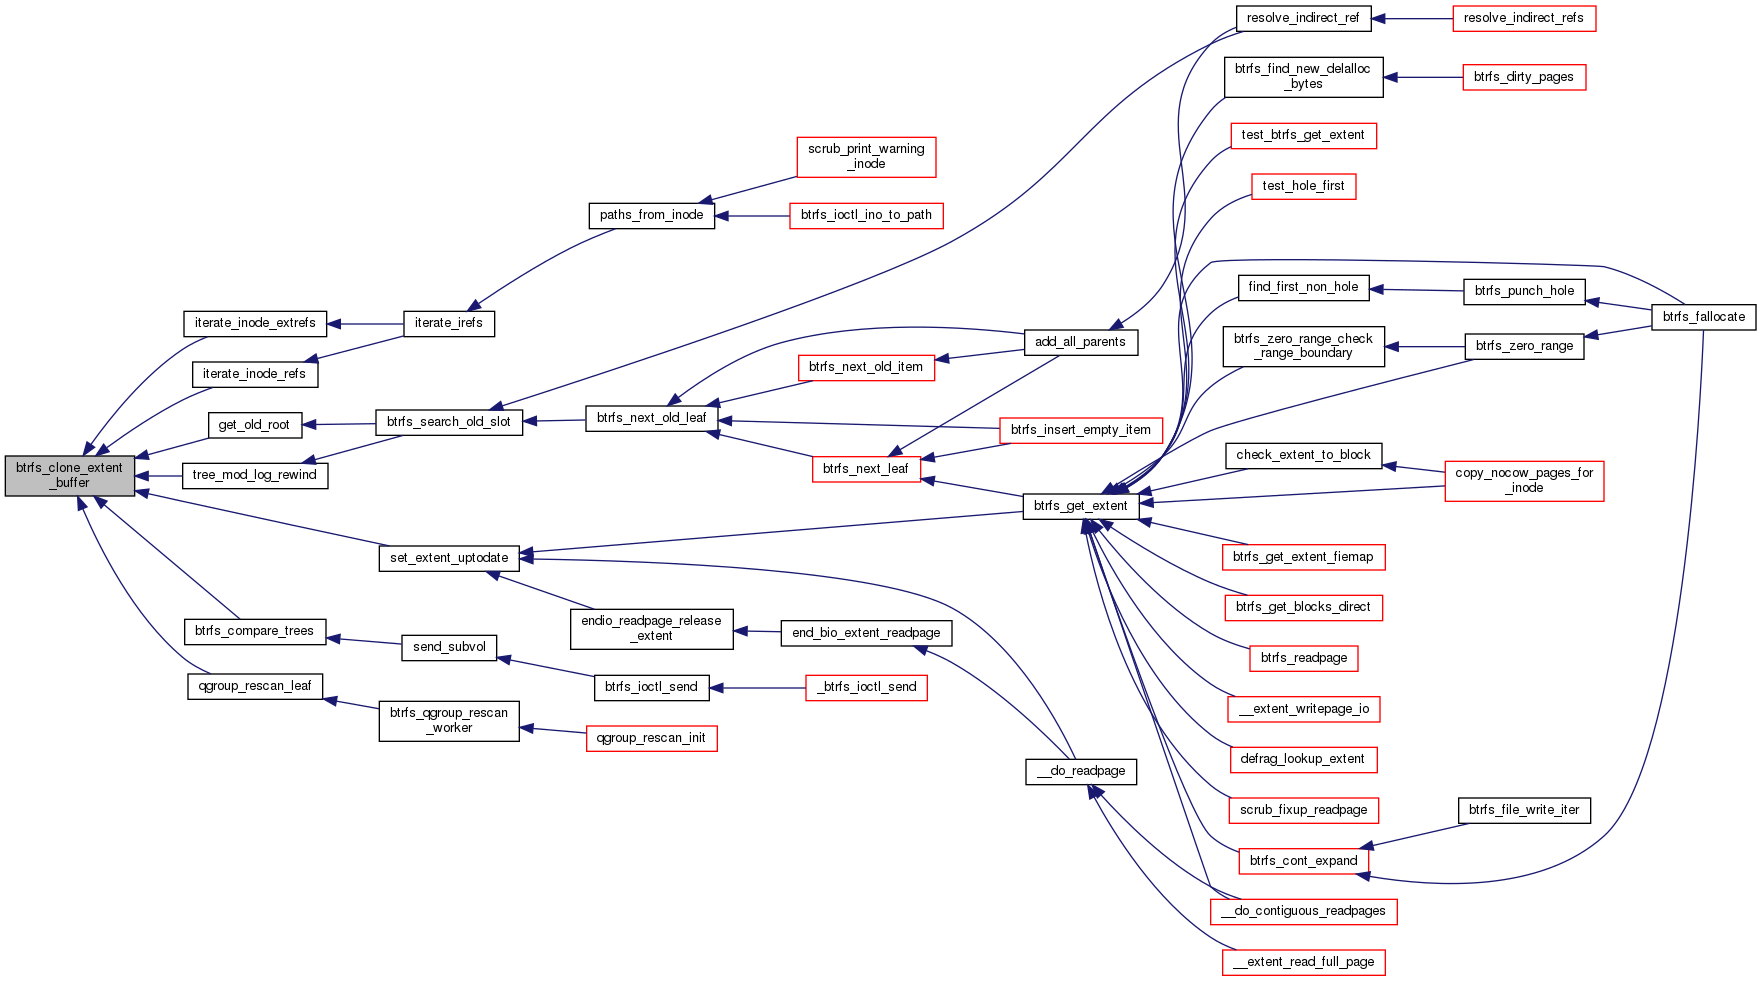 resolve_indirect_ref
resolve_indirect_refs
btrfs_find_new_delalloc
_bytes
btrfs_dirty_pages
test_btrfs_get_extent
scrub_print_warning
_inode
test_hole_first
paths_from_inode
btrfs_ioctl_ino_to_path
find_first_non_hole
btrfs_punch_hole
btrfs_fallocate
iterate_inode_extrefs
iterate_irefs
add_all_parents
btrfs_zero_range_check
_range_boundary
btrfs_zero_range
iterate_inode_refs
btrfs_next_old_item
get_old_root
btrfs_search_old_slot
btrfs_next_old_leaf
btrfs_insert_empty_item
btrfs_clone_extent
_buffer
tree_mod_log_rewind
btrfs_next_leaf
check_extent_to_block
copy_nocow_pages_for
_inode
btrfs_get_extent
set_extent_uptodate
btrfs_get_extent_fiemap
btrfs_get_blocks_direct
endio_readpage_release
_extent
end_bio_extent_readpage
btrfs_compare_trees
send_subvol
btrfs_readpage
qgroup_rescan_leaf
btrfs_ioctl_send
_btrfs_ioctl_send
__extent_writepage_io
btrfs_qgroup_rescan
_worker
qgroup_rescan_init
defrag_lookup_extent
__do_readpage
scrub_fixup_readpage
btrfs_file_write_iter
btrfs_cont_expand
__do_contiguous_readpages
__extent_read_full_page